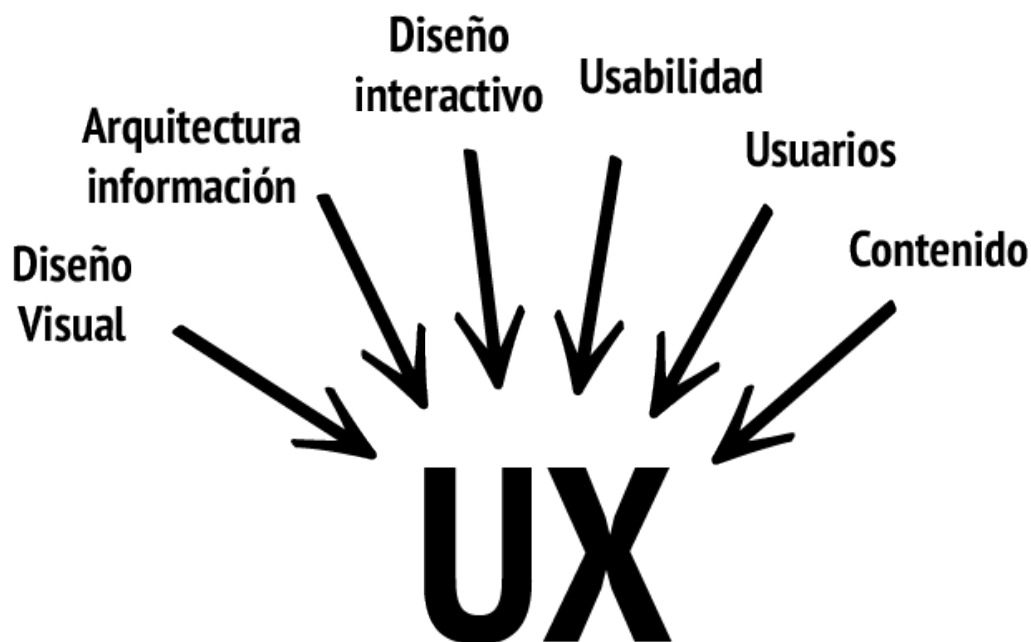 Diseño
interactivo
Usabilidad
Arquitectura
información
Usuarios
Diseño
Visual
Contenido
UX